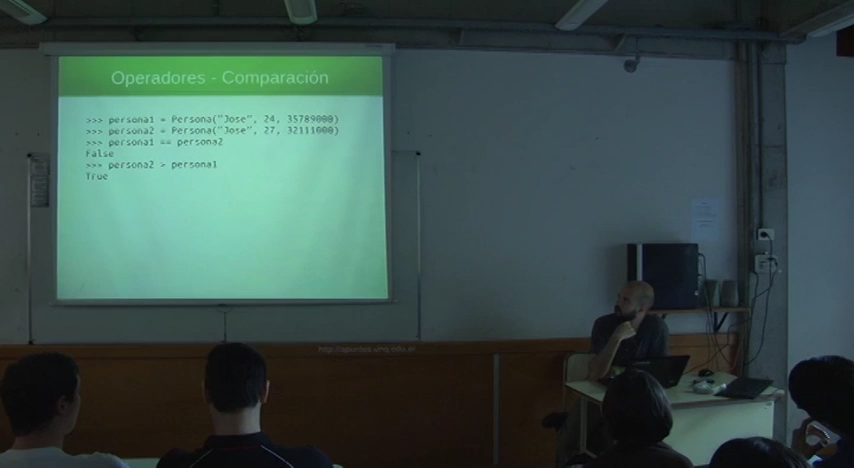 Operadores - Comparación
>>> persona1 = Persona("Jose", 24, 35789000)
>>> persona2 = Persona("Jose", 27, 32111000)
>>> persona1 == persona2
False
>>> persona2 > persona1
True